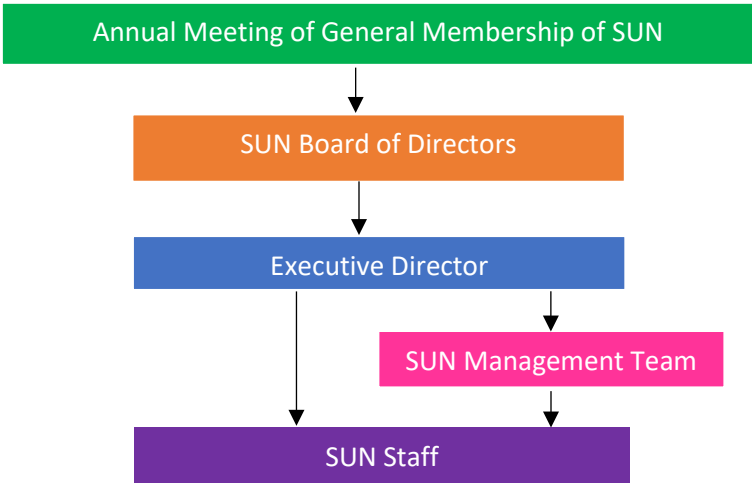 Annual Meeting of General Membership of SUN
SUN Board of Directors
Executive Director
SUN Management Team
SUN Staff